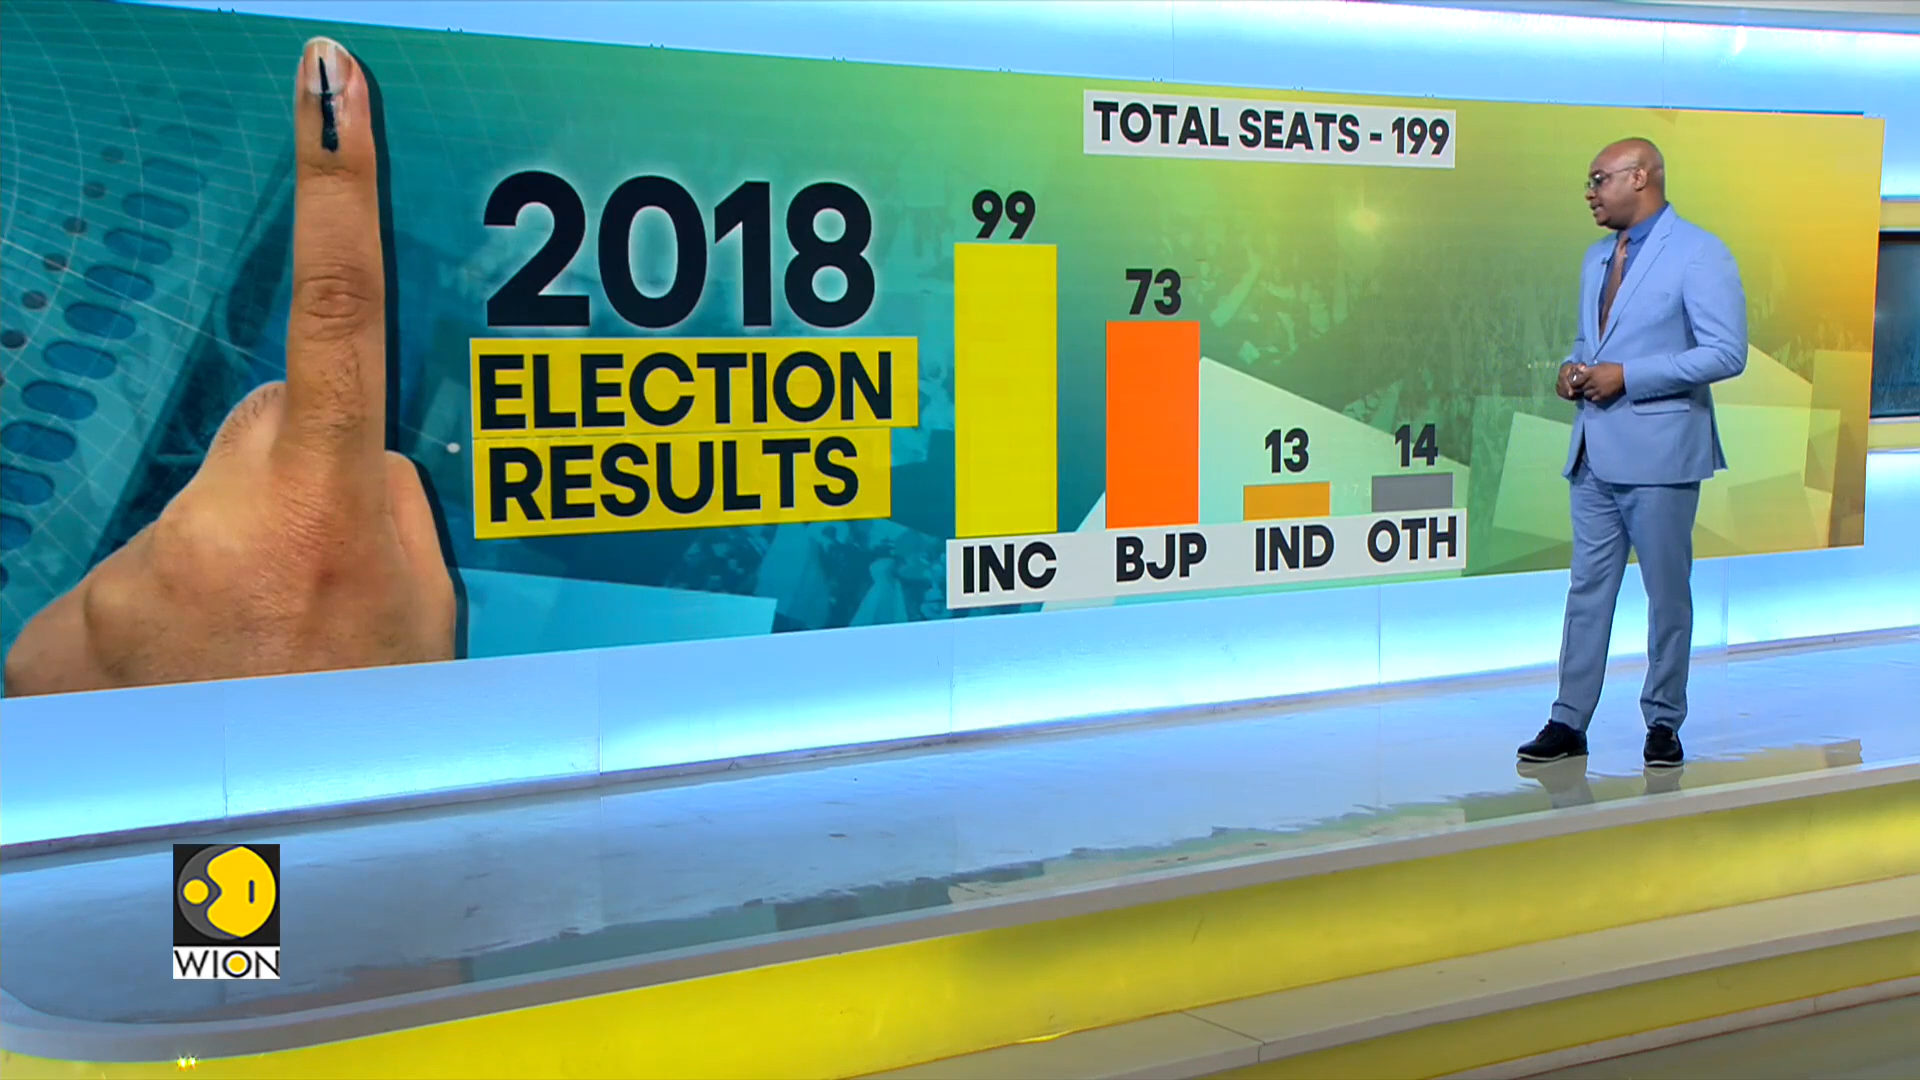 TOTAL SEATS - 199
2018
ELECTION
RESULTS
99
73
13
14
INC
BJP
IND
OTH
WION